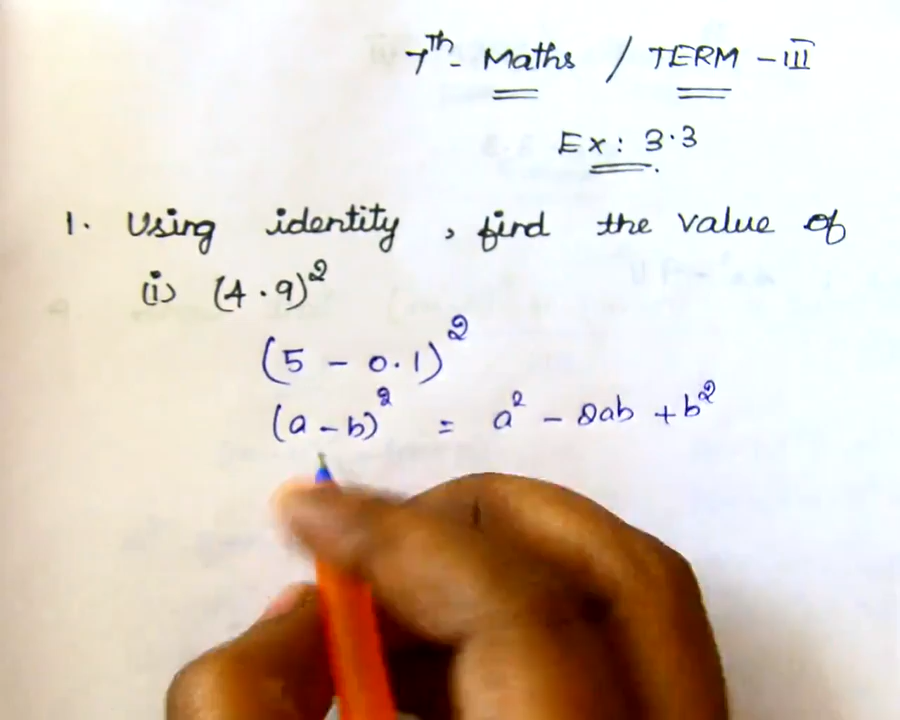 7th - Maths / TERM - III
Ex: 3.3
1. Using identity, find the value of
(i) (4.9)²
(5 - 0.1)²
(a - b)² = a² - 2ab + b²